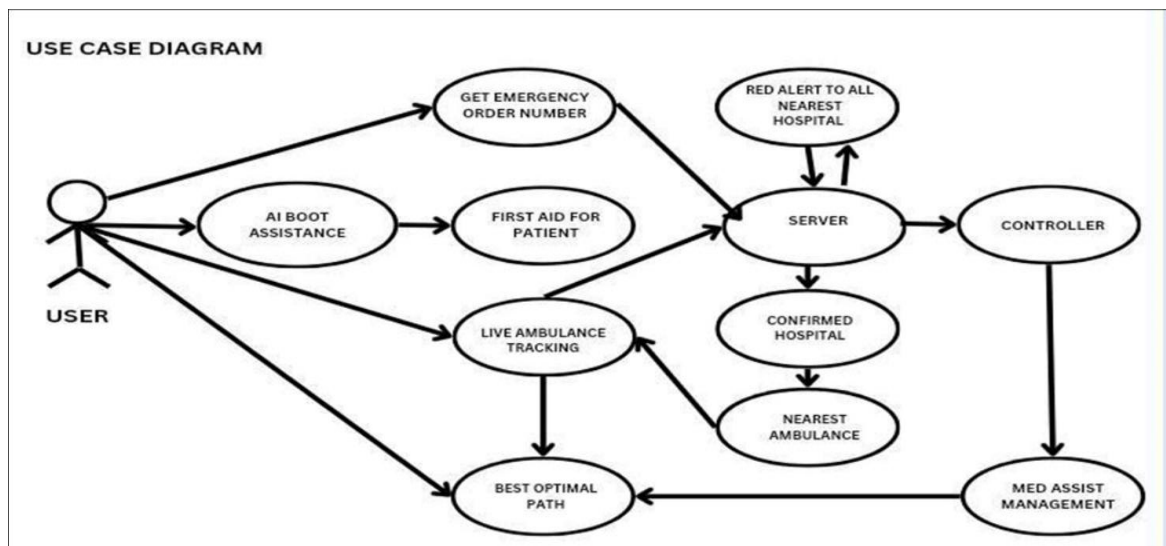 USE CASE DIAGRAM
GET EMERGENCY
ORDER NUMBER
RED ALERT TO ALL
NEAREST
HOSPITAL
AI BOOT
ASSISTANCE
FIRST AID FOR
PATIENT
SERVER
CONTROLLER
USER
LIVE AMBULANCE
TRACKING
CONFIRMED
HOSPITAL
NEAREST
AMBULANCE
BEST OPTIMAL
PATH
MED ASSIST
MANAGEMENT